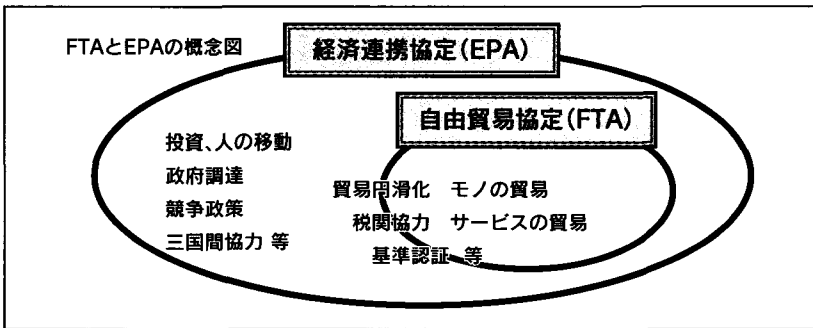 FTAとEPAの概念図
経済連携協定(EPA)
自由貿易協定(FTA)
投資、人の移動
政府調達
競争政策
三国間協力 等
貿易円滑化 モノの貿易
税関協力 サービスの貿易
基準認証 等